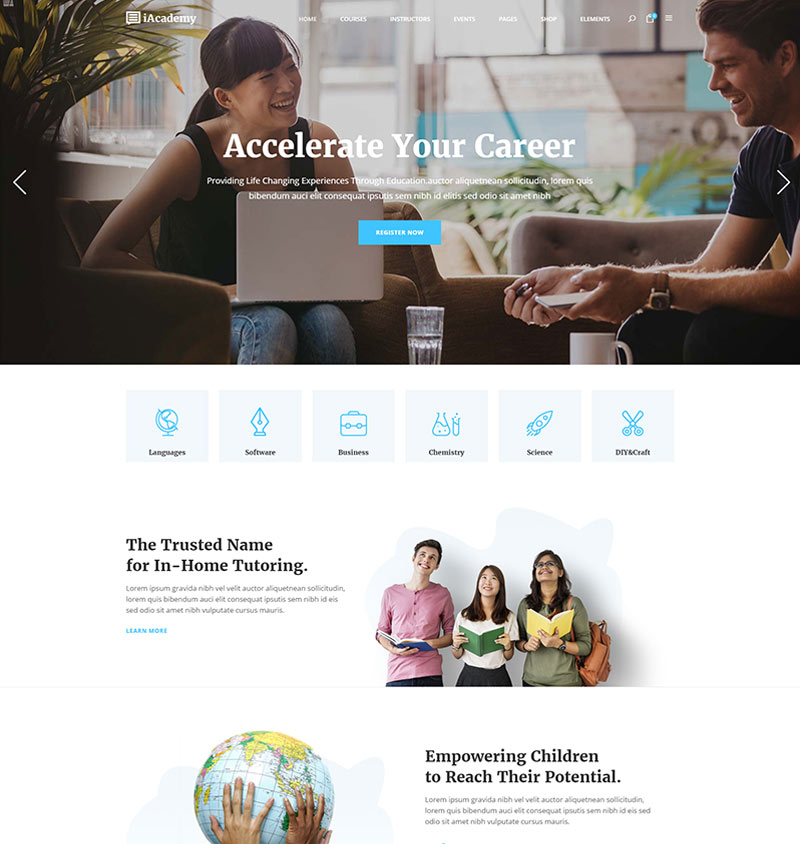 iAcademy
HOME COURSES INSTRUCTORS EVENTS PAGES SHOP ELEMENTS
Accelerate Your Career
Providing Life Changing Experiences Through Education.auctor aliquetnean sollicitudin, lorem quis
bibendum auci elit consequat ipsutis sem nibh id elitis sed odio sit amet nibh
REGISTER NOW
Languages
Software
Business
Chemistry
Science
DIY&Craft
The Trusted Name
for In-Home Tutoring.
Lorem ipsum gravida nibh vel velit auctor aliquetnean sollicitudin,
lorem quis bibendum auci elit consequat ipsutis sem nibh id eis
sed odio sit amet nibh vulputate cursus mauris.
LEARN MORE
Empowering Children
to Reach Their Potential.
Lorem ipsum gravida nibh vel velit auctor aliquetnean sollicitudin,
lorem quis bibendum auci elit consequat ipsutis sem nibh id eis
sed odio sit amet nibh vulputate cursus mauris.